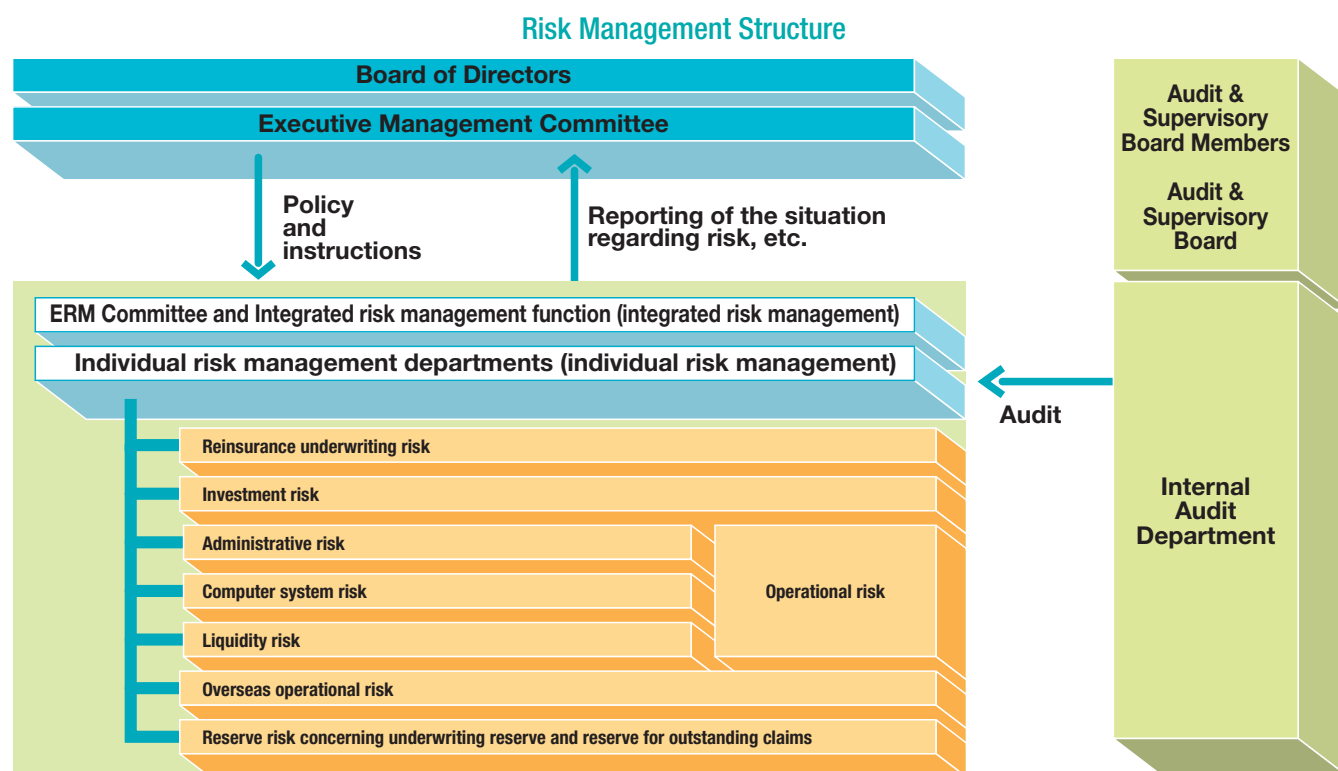 Risk Management Structure
Board of Directors
Executive Management Committee
Policy
and
instructions
Reporting of the situation
regarding risk, etc.
ERM Committee and Integrated risk management function (integrated risk management)
Individual risk management departments (individual risk management)
Reinsurance underwriting risk
Investment risk
Administrative risk
Computer system risk
Liquidity risk
Operational risk
Overseas operational risk
Reserve risk concerning underwriting reserve and reserve for outstanding claims
Audit
Audit &
Supervisory
Board Members
Audit &
Supervisory
Board
Internal
Audit
Department